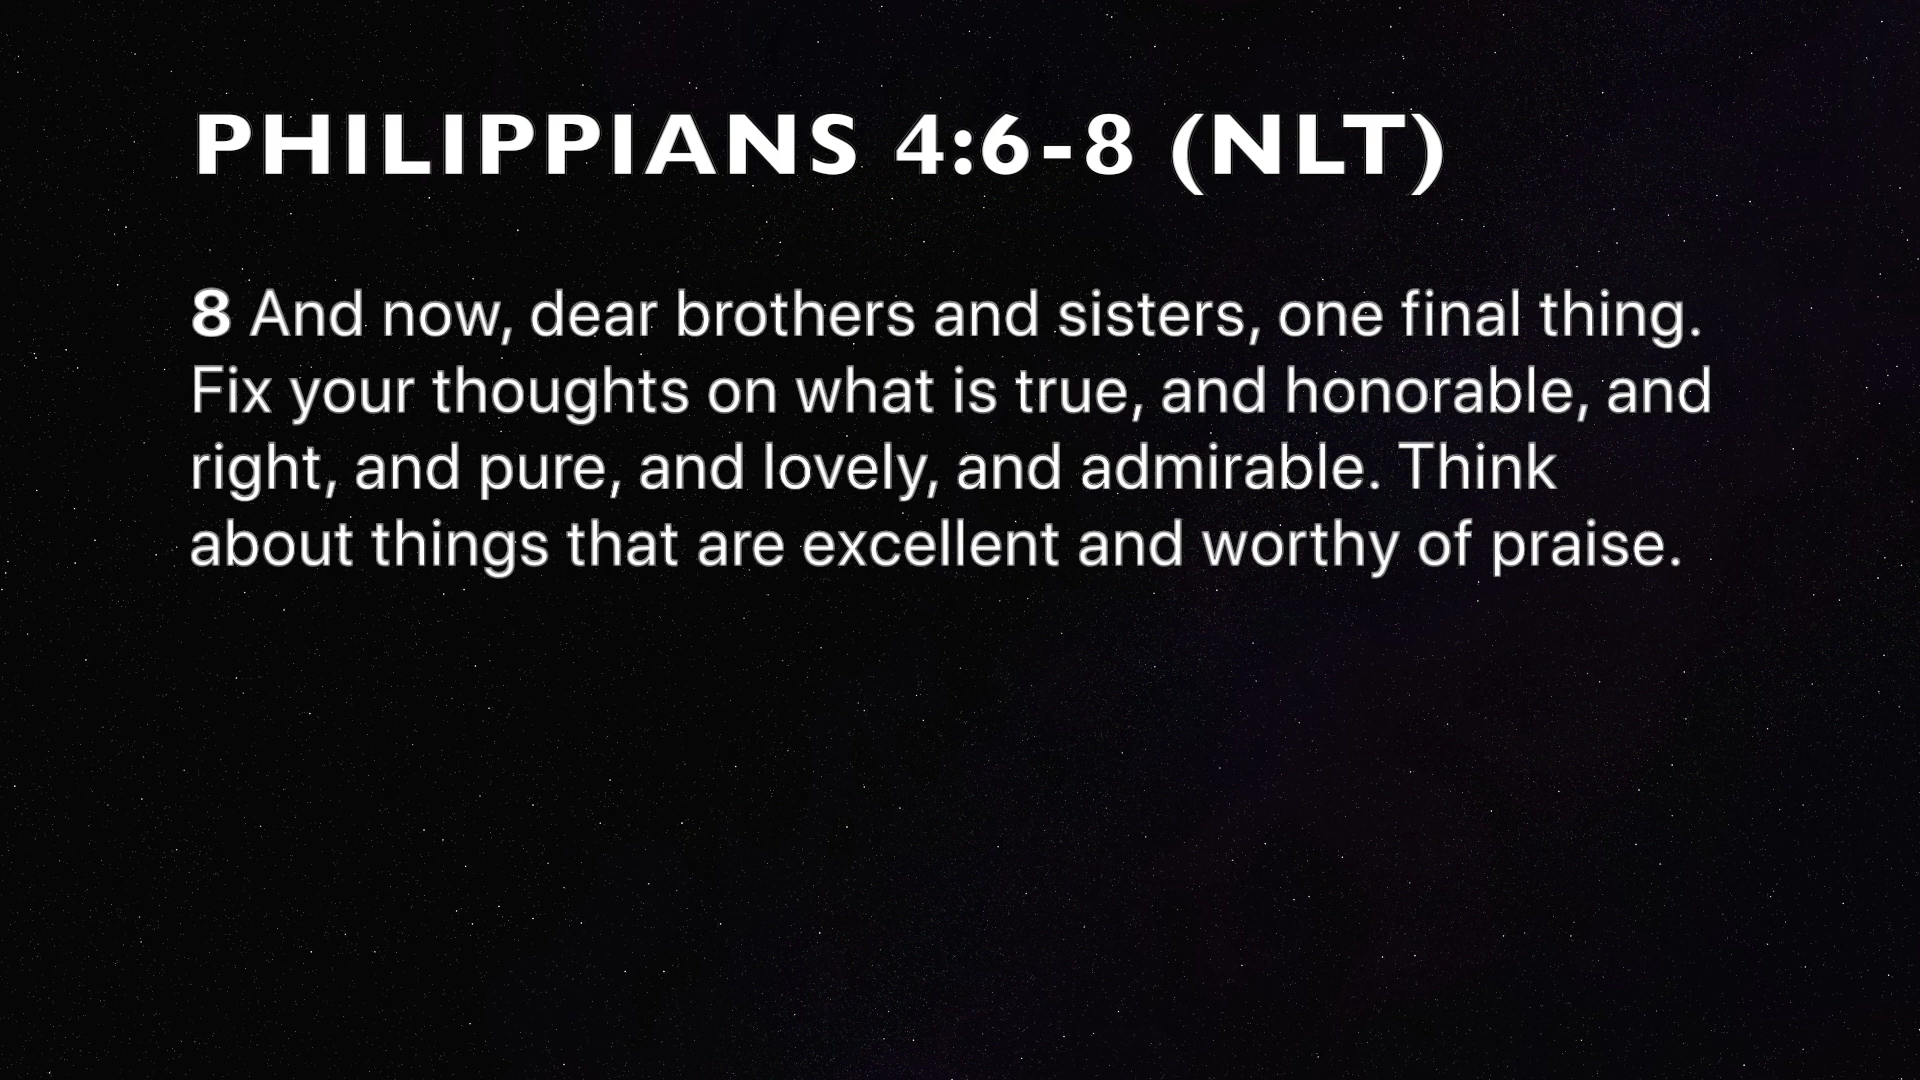 PHILIPPIANS 4:6-8 (NLT)
8 And now, dear brothers and sisters, one final thing.
Fix your thoughts on what is true, and honorable, and
right, and pure, and lovely, and admirable. Think
about things that are excellent and worthy of praise.